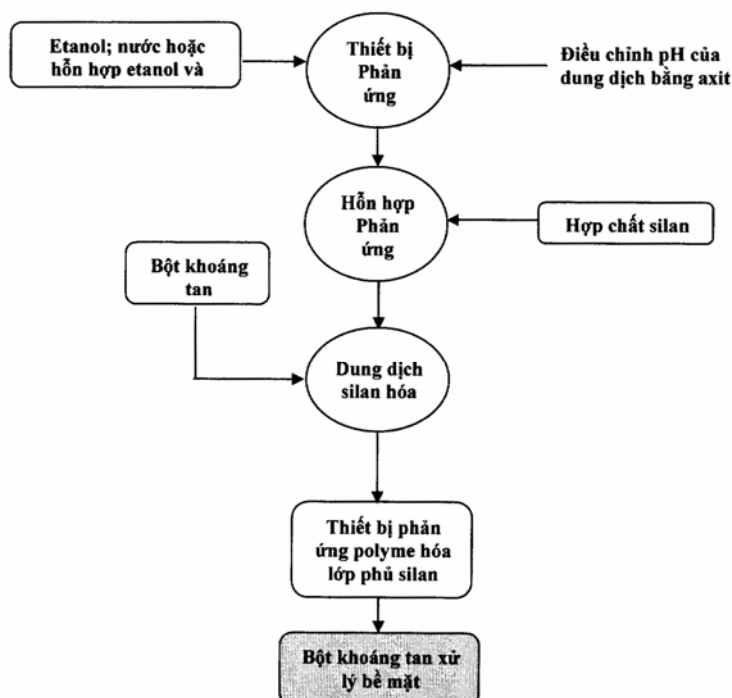 Etanol; nước hoặc
hỗn hợp etanol và
Thiết bị
Phản
ứng
Điều chỉnh pH của
dung dịch bằng axit
Hỗn hợp
Phản
ứng
Hợp chất silan
Bột khoáng
tan
Dung dịch
silan hóa
Thiết bị phản
ứng polyme hóa
lớp phủ silan
Bột khoáng tan xử
lý bề mặt